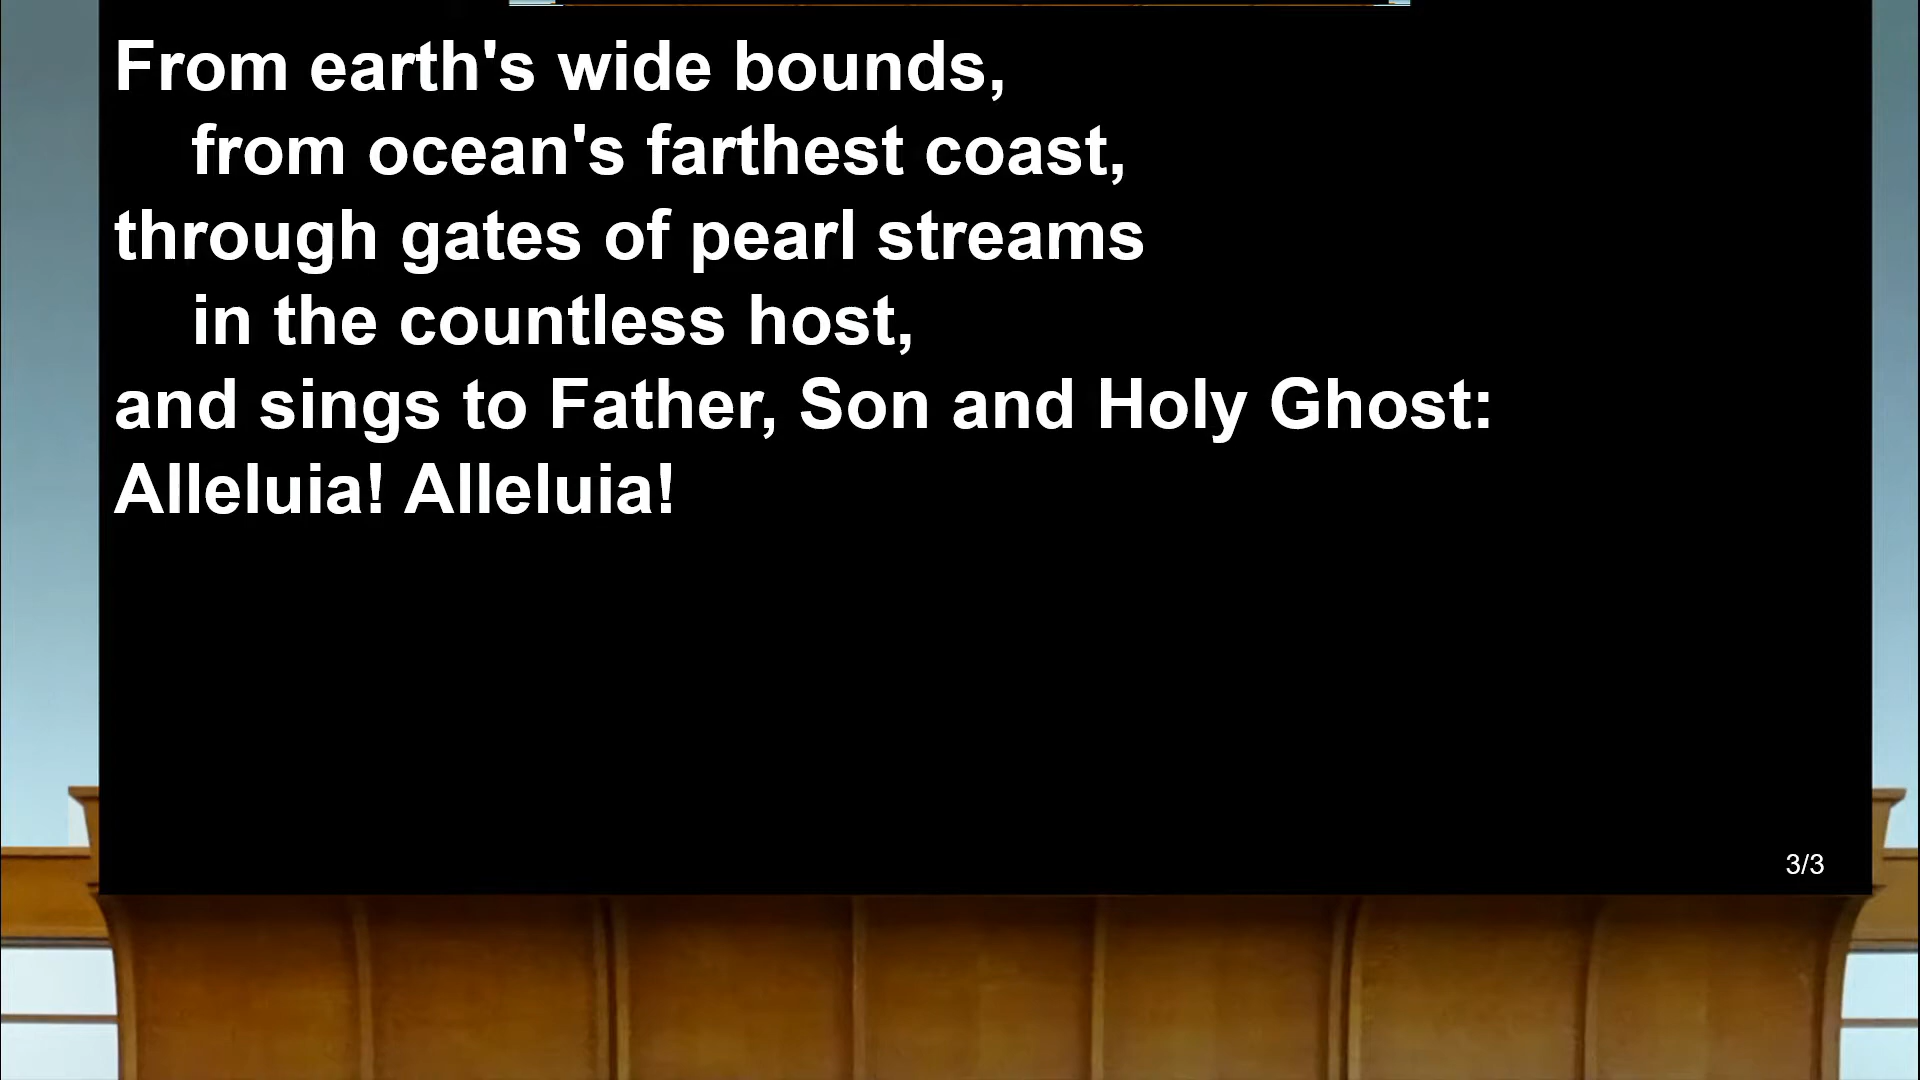 From earth's wide bounds,
from ocean's farthest coast,
through gates of pearl streams
in the countless host,
and sings to Father, Son and Holy Ghost:
Alleluia! Alleluia!
3/3